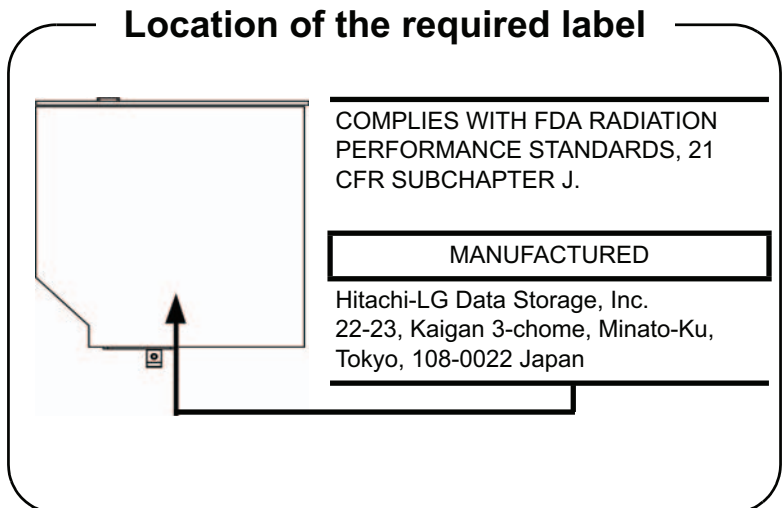 Location of the required label
COMPLIES WITH FDA RADIATION
PERFORMANCE STANDARDS, 21
CFR SUBCHAPTER J.
MANUFACTURED
Hitachi-LG Data Storage, Inc.
22-23, Kaigan 3-chome, Minato-Ku,
Tokyo, 108-0022 Japan